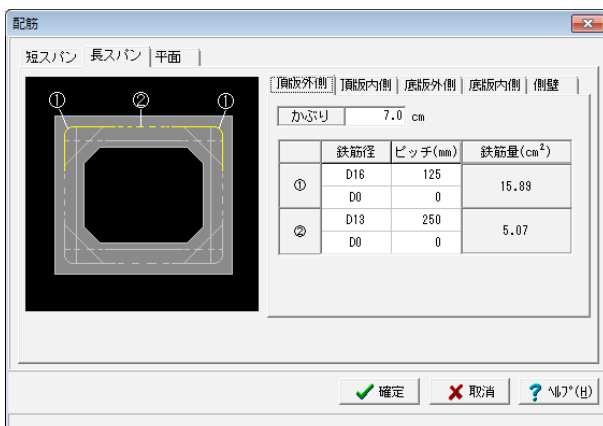 配筋
短スパン 長スパン 平面
頂版外側 頂版内側 底版外側 底版内側 側壁
① ② ①
かぶり 7.0 cm
鉄筋径 ピッチ(mm) 鉄筋量(cm²)
① D16 125 15.89
D0 0
② D13 250 5.07
D0 0
確定 取消 ヘルプ(H)